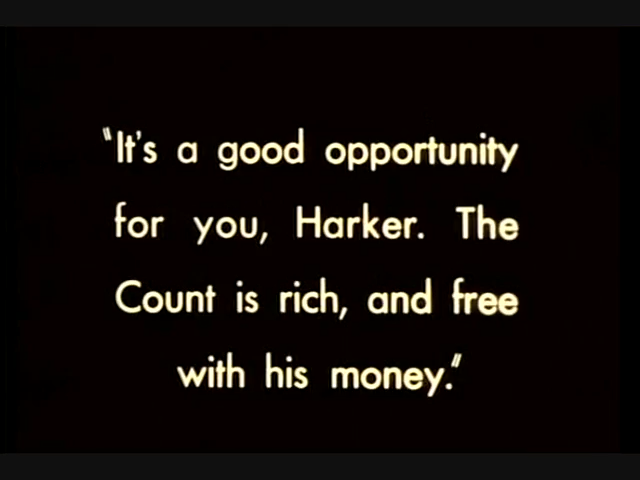 "It's a good opportunity
for you, Harker. The
Count is rich, and free
with his money."